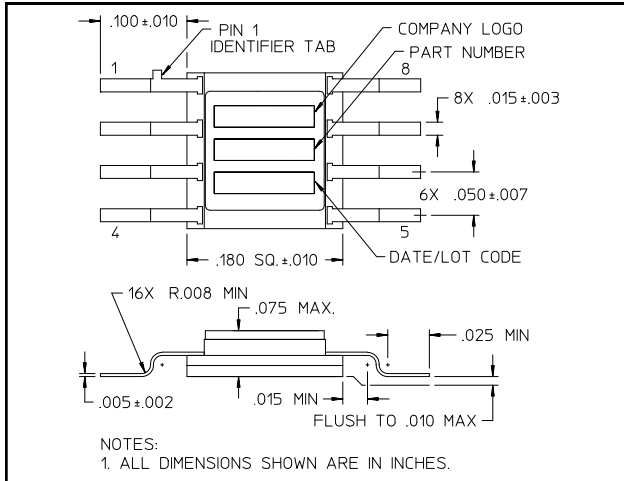 .100±.010
PIN 1
IDENTIFIER TAB
COMPANY LOGO
PART NUMBER
1
8
8X .015±.003
6X .050±.007
4
5
.180 SQ.±.010
DATE/LOT CODE
16X R.008 MIN
.075 MAX.
.025 MIN
.005±.002
.015 MIN
FLUSH TO .010 MAX
NOTES:
1. ALL DIMENSIONS SHOWN ARE IN INCHES.